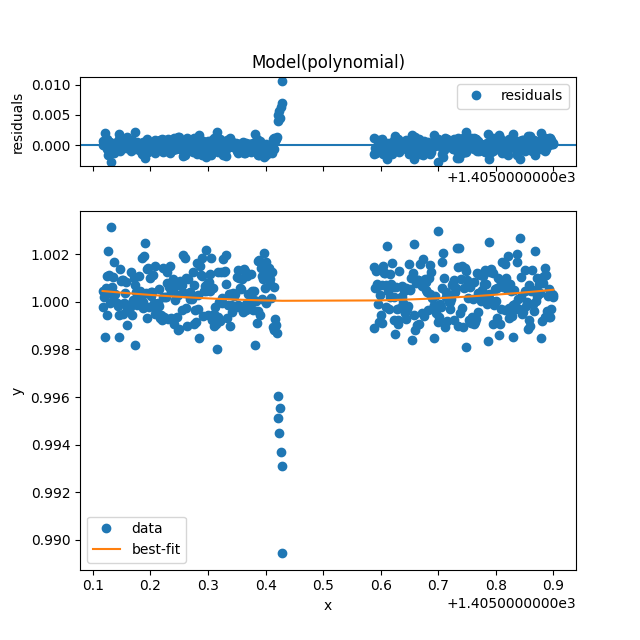 Model(polynomial)
residuals
0.010
0.005
0.000
residuals
+1.4050000000e3
y
1.002
1.000
0.998
0.996
0.994
0.992
0.990
data
best-fit
0.1 0.2 0.3 0.4 0.5 0.6 0.7 0.8 0.9
x
+1.4050000000e3